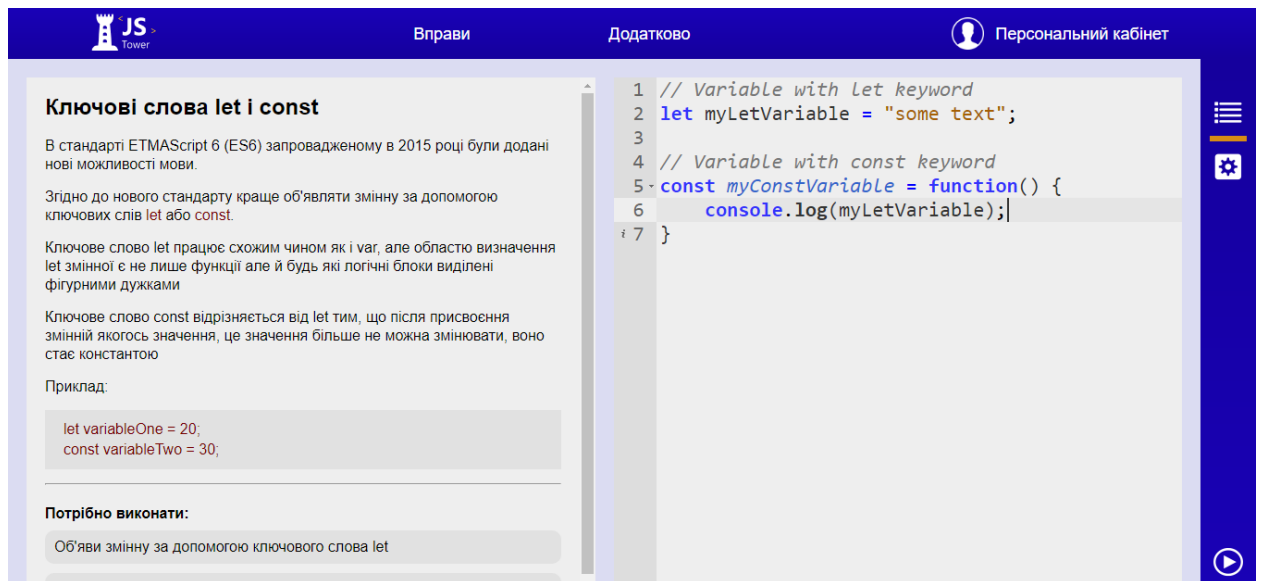 < JS >
Tower
Вправи
Додатково
Персональний кабінет
Ключові слова let і const
В стандарті ETMAScript 6 (ES6) запровадженому в 2015 році були додані
нові можливості мови.
Згідно до нового стандарту краще об'являти змінну за допомогою
ключових слів let або const.
Ключове слово let працює схожим чином як і var, але областю визначення
let змінної є не лише функції але й будь які логічні блоки виділені
фігурними дужками
Ключове слово const відрізняється від let тим, що після присвоєння
змінній якогось значення, це значення більше не можна змінювати, воно
стає константою
Приклад:
let variableOne = 20;
const variableTwo = 30;
Потрібно виконати:
Об'яви змінну за допомогою ключового слова let
1 // Variable with let keyword
2 let myLetVariable = "some text";
3
4 // Variable with const keyword
5 const myConstVariable = function() {
6 console.log(myLetVariable);
i 7 }